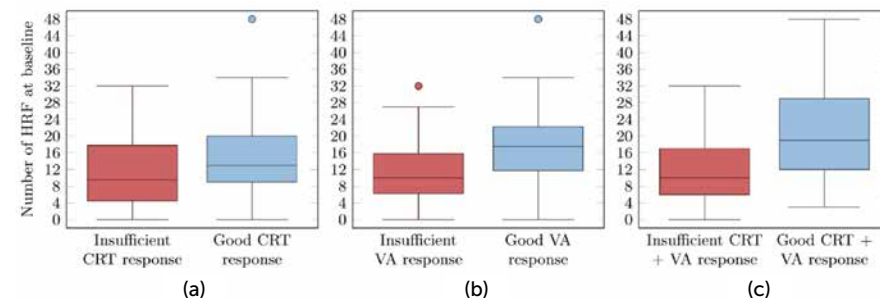 Number of HRF at baseline
48 48 48
44 44 44
40 40 40
36 36 36
32 32 32
28 28 28
24 24 24
20 20 20
16 16 16
12 12 12
8 8 8
4 4 4
0 0 0
Insufficient Good CRT Insufficient Good VA Insufficient CRT Good CRT +
CRT response response VA response response + VA response VA response
(a) (b) (c)